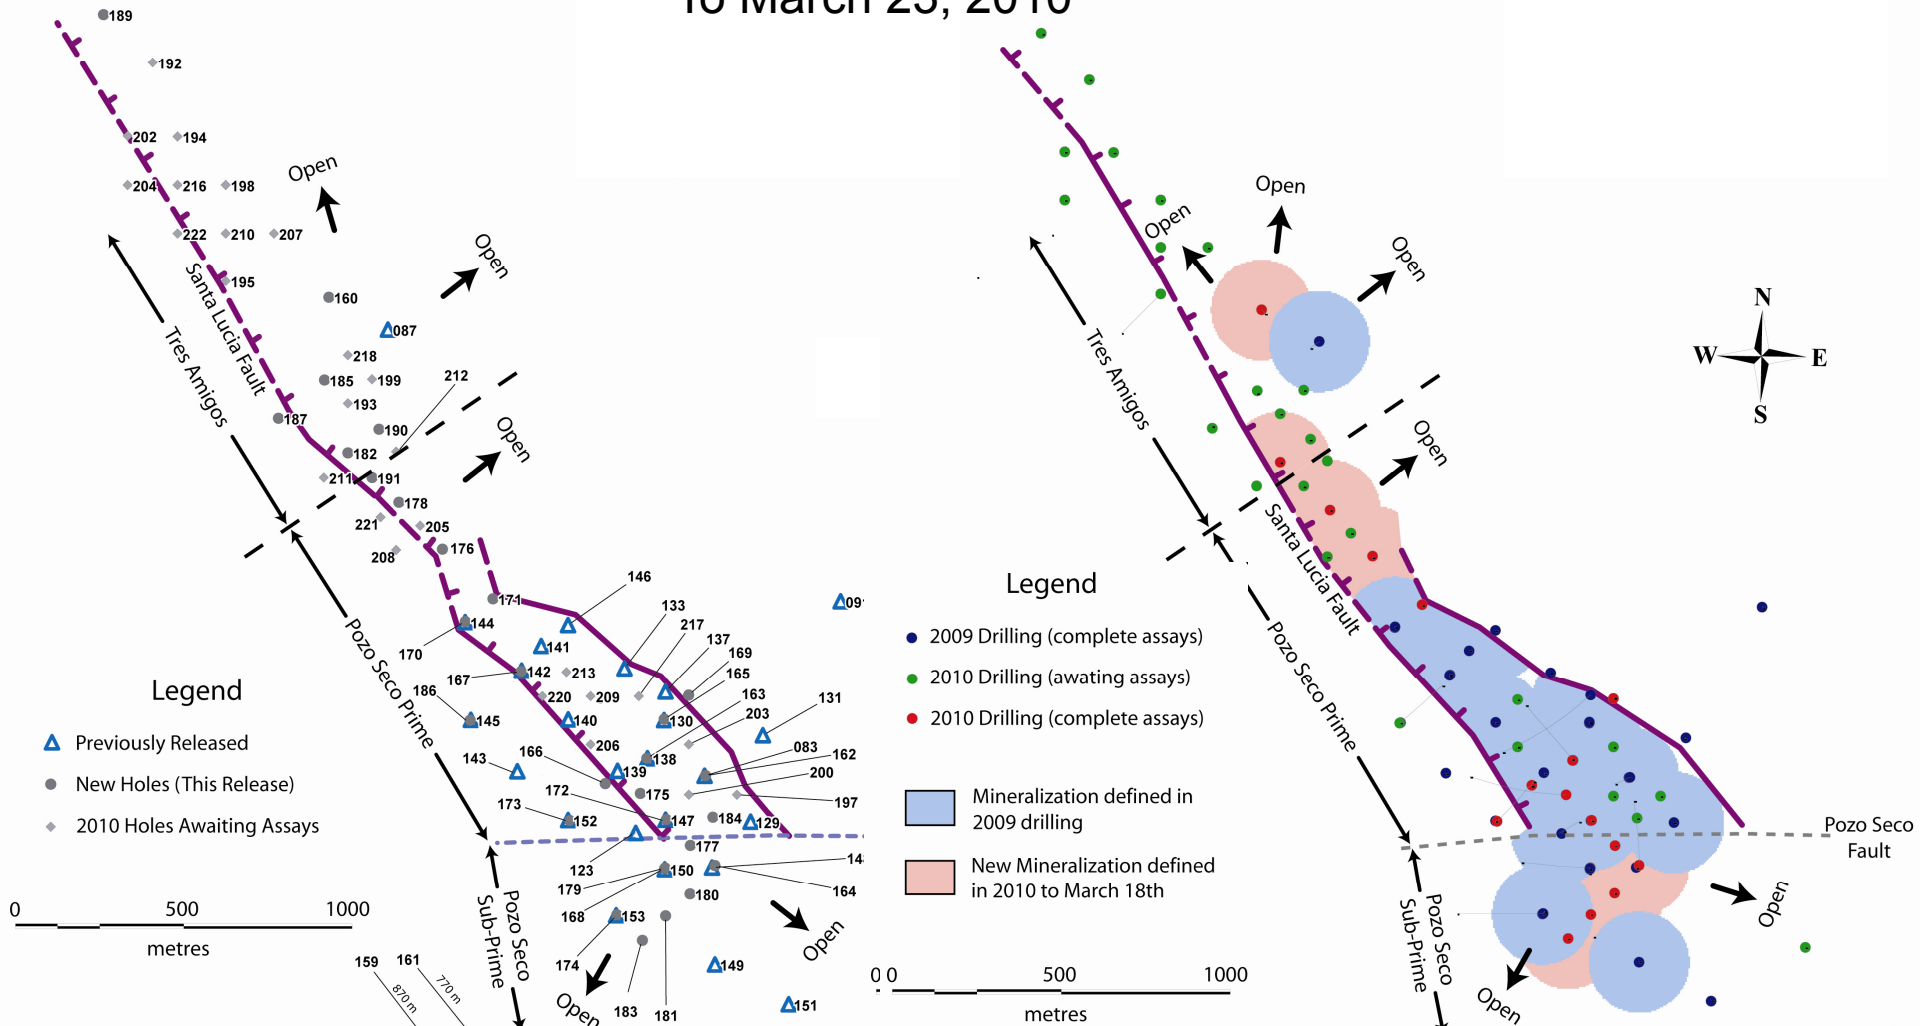 To March 23, 2010
189
192
202
194
204
216
198
222
210
207
195
160
087
218
185
199
193
212
187
190
182
211
191
178
221
205
208
176
171
146
133
217
137
169
165
163
203
131
083
162
200
197
144
170
141
142
167
213
186
220
209
145
140
130
206
166
138
143
139
172
175
173
152
147
184
129
123
177
179
150
164
168
180
153
174
149
183
181
151
159
161
870 m
770 m
Open
Open
Open
Open
Open
Santa Lucia Fault
Tres Amigos
Pozo Seco Prime
Pozo Seco
Sub-Prime
Legend
Previously Released
New Holes (This Release)
2010 Holes Awaiting Assays
0 500 1000
metres
Open
Open
Open
Open
Open
Open
Tres Amigos
Santa Lucia Fault
Pozo Seco Prime
Pozo Seco
Sub-Prime
Pozo Seco
Fault
N
W E
S
Legend
2009 Drilling (complete assays)
2010 Drilling (awating assays)
2010 Drilling (complete assays)
Mineralization defined in
2009 drilling
New Mineralization defined
in 2010 to March 18th
0 0 500 1000
metres